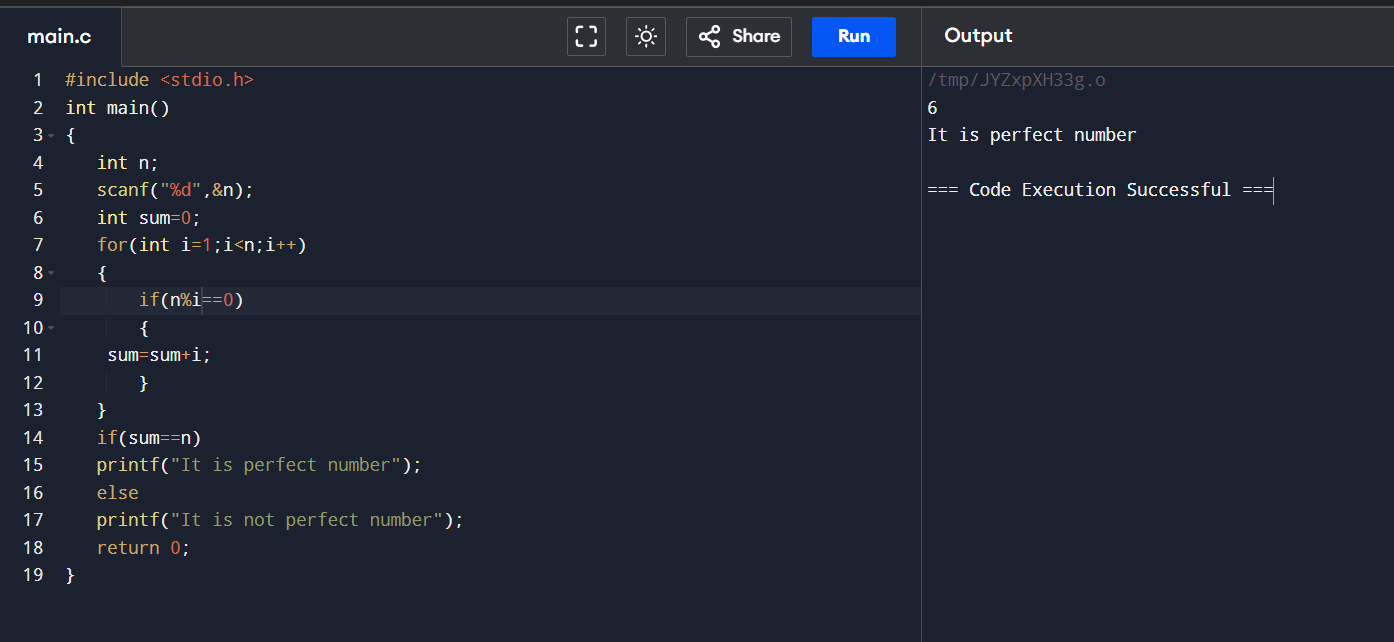 main.c
Share
Run
Output
1 #include <stdio.h>
2 int main()
3 {
4 int n;
5 scanf("%d",&n);
6 int sum=0;
7 for(int i=1;i<n;i++)
8 {
9 if(n%i==0)
10 {
11 sum=sum+i;
12 }
13 }
14 if(sum==n)
15 printf("It is perfect number");
16 else
17 printf("It is not perfect number");
18 return 0;
19 }
/tmp/JYZxpXH33g.o
6
It is perfect number
=== Code Execution Successful ===